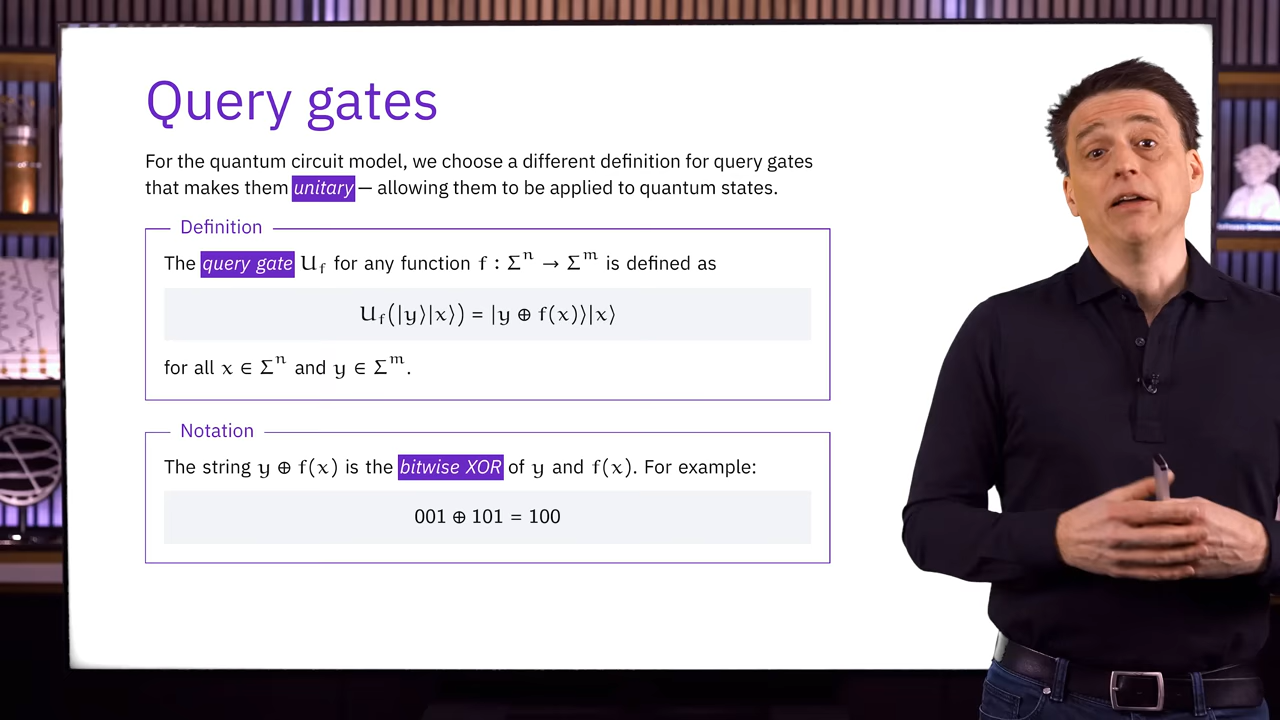 Query gates
For the quantum circuit model, we choose a different definition for query gates
that makes them unitary — allowing them to be applied to quantum states.
Definition
The query gate U_f for any function f : Σⁿ → Σᵐ is defined as
U_f(|y⟩|x⟩) = |y ⊕ f(x)⟩|x⟩
for all x ∈ Σⁿ and y ∈ Σᵐ.
Notation
The string y ⊕ f(x) is the bitwise XOR of y and f(x). For example:
001 ⊕ 101 = 100